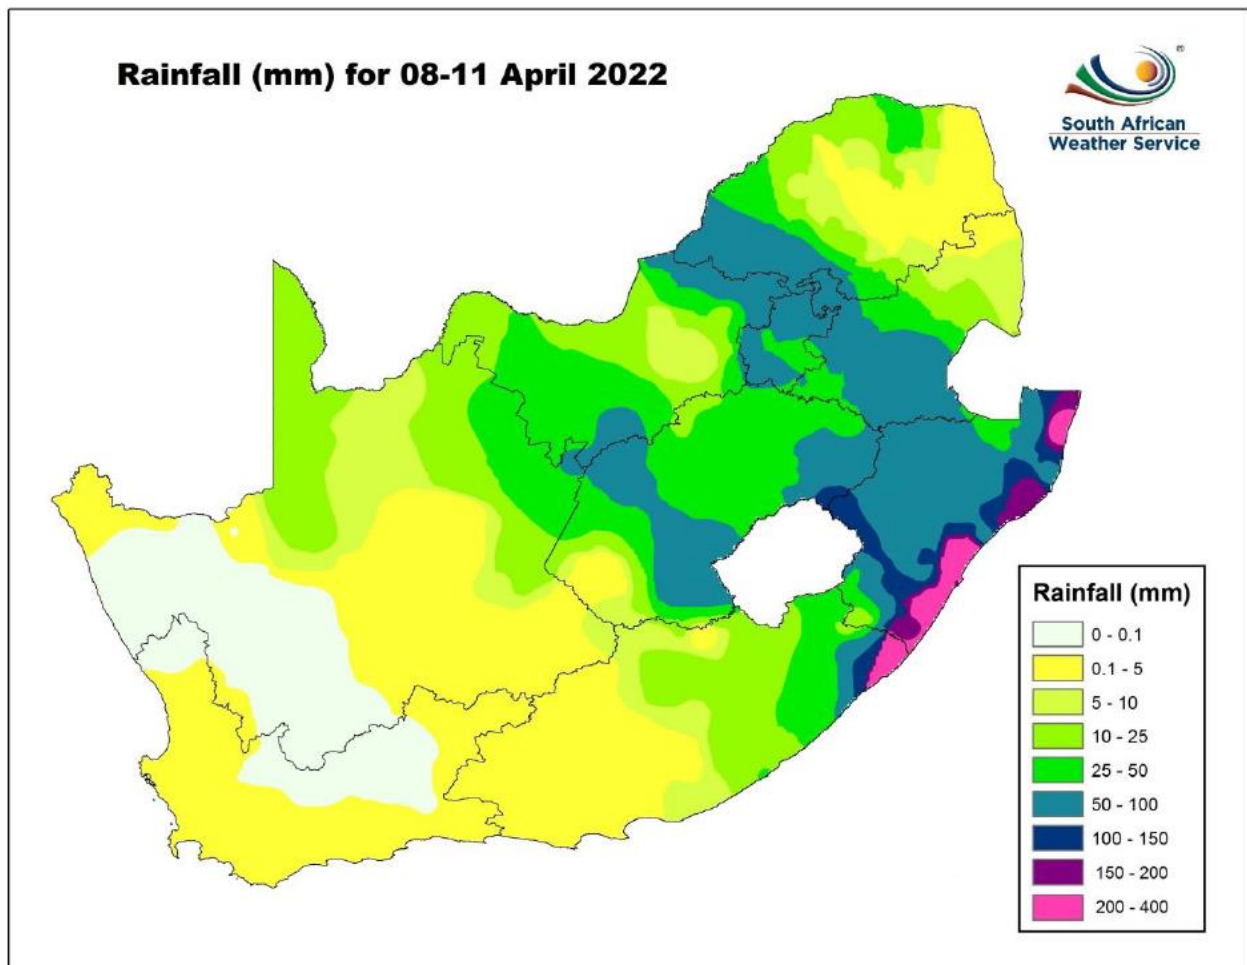 Rainfall (mm) for 08-11 April 2022
®
South African
Weather Service
Rainfall (mm)
0 - 0.1
0.1 - 5
5 - 10
10 - 25
25 - 50
50 - 100
100 - 150
150 - 200
200 - 400